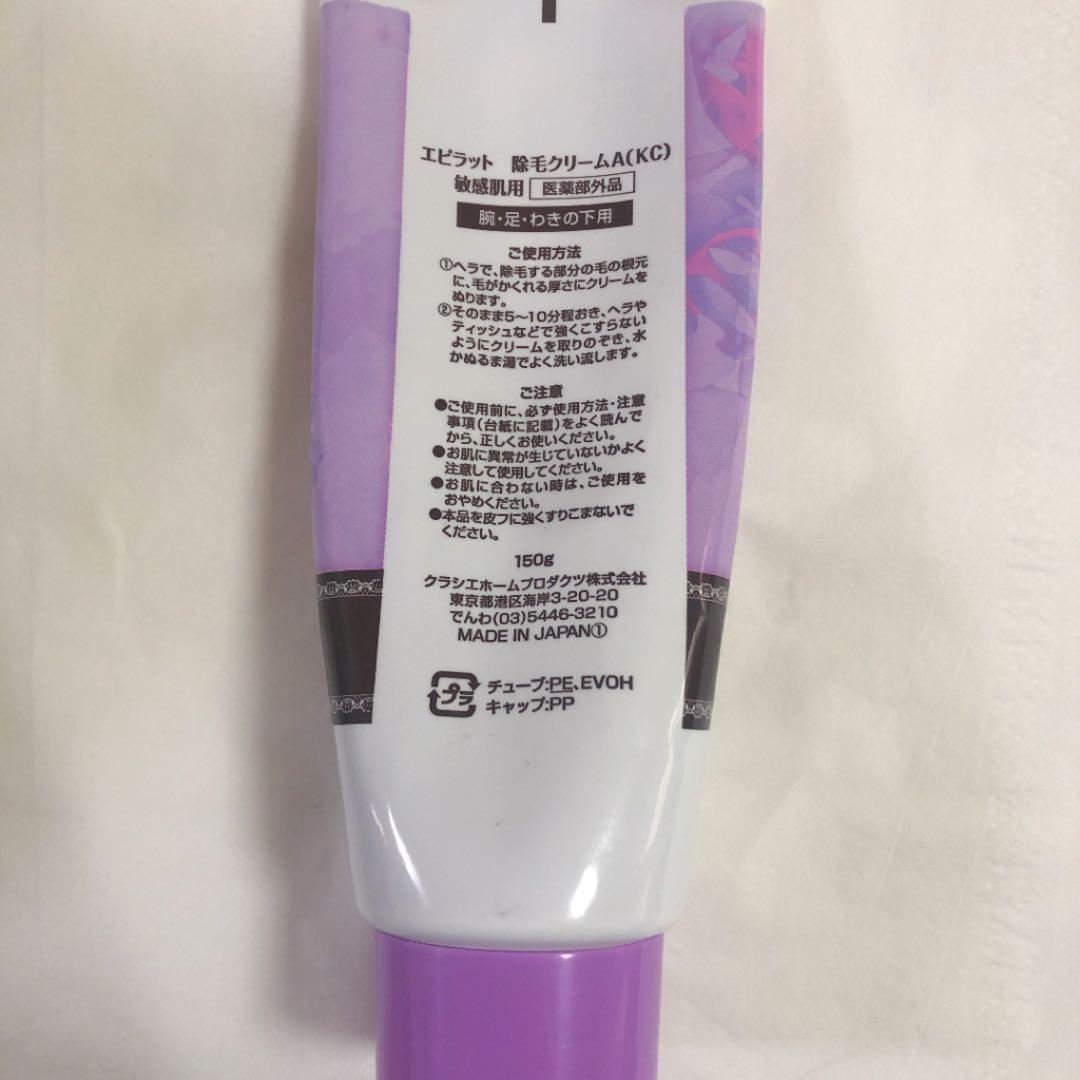 エピラット 除毛クリームA(KC)
敏感肌用 医薬部外品
腕・足・わきの下用
ご使用方法
①ヘラで、除毛する部分の毛の根元
に、毛がかくれる厚さにクリームを
ぬります。
②そのまま5〜10分程おき、ヘラや
ティッシュなどで強くこすらない
ようにクリームを取りのぞき、水
かぬるま湯でよく洗い流します。
ご注意
●ご使用前に、必ず使用方法・注意
事項(台紙に記載)をよく読んで
から、正しくお使いください。
●お肌に異常が生じていないかよく
注意して使用してください。
●お肌に合わない時は、ご使用を
おやめください。
●本品を皮フに強くすりこまないで
ください。
150g
クラシエホームプロダクツ株式会社
東京都港区海岸3-20-20
でんわ(03)5446-3210
MADE IN JAPAN①
プラ チューブ:PE、EVOH
キャップ:PP